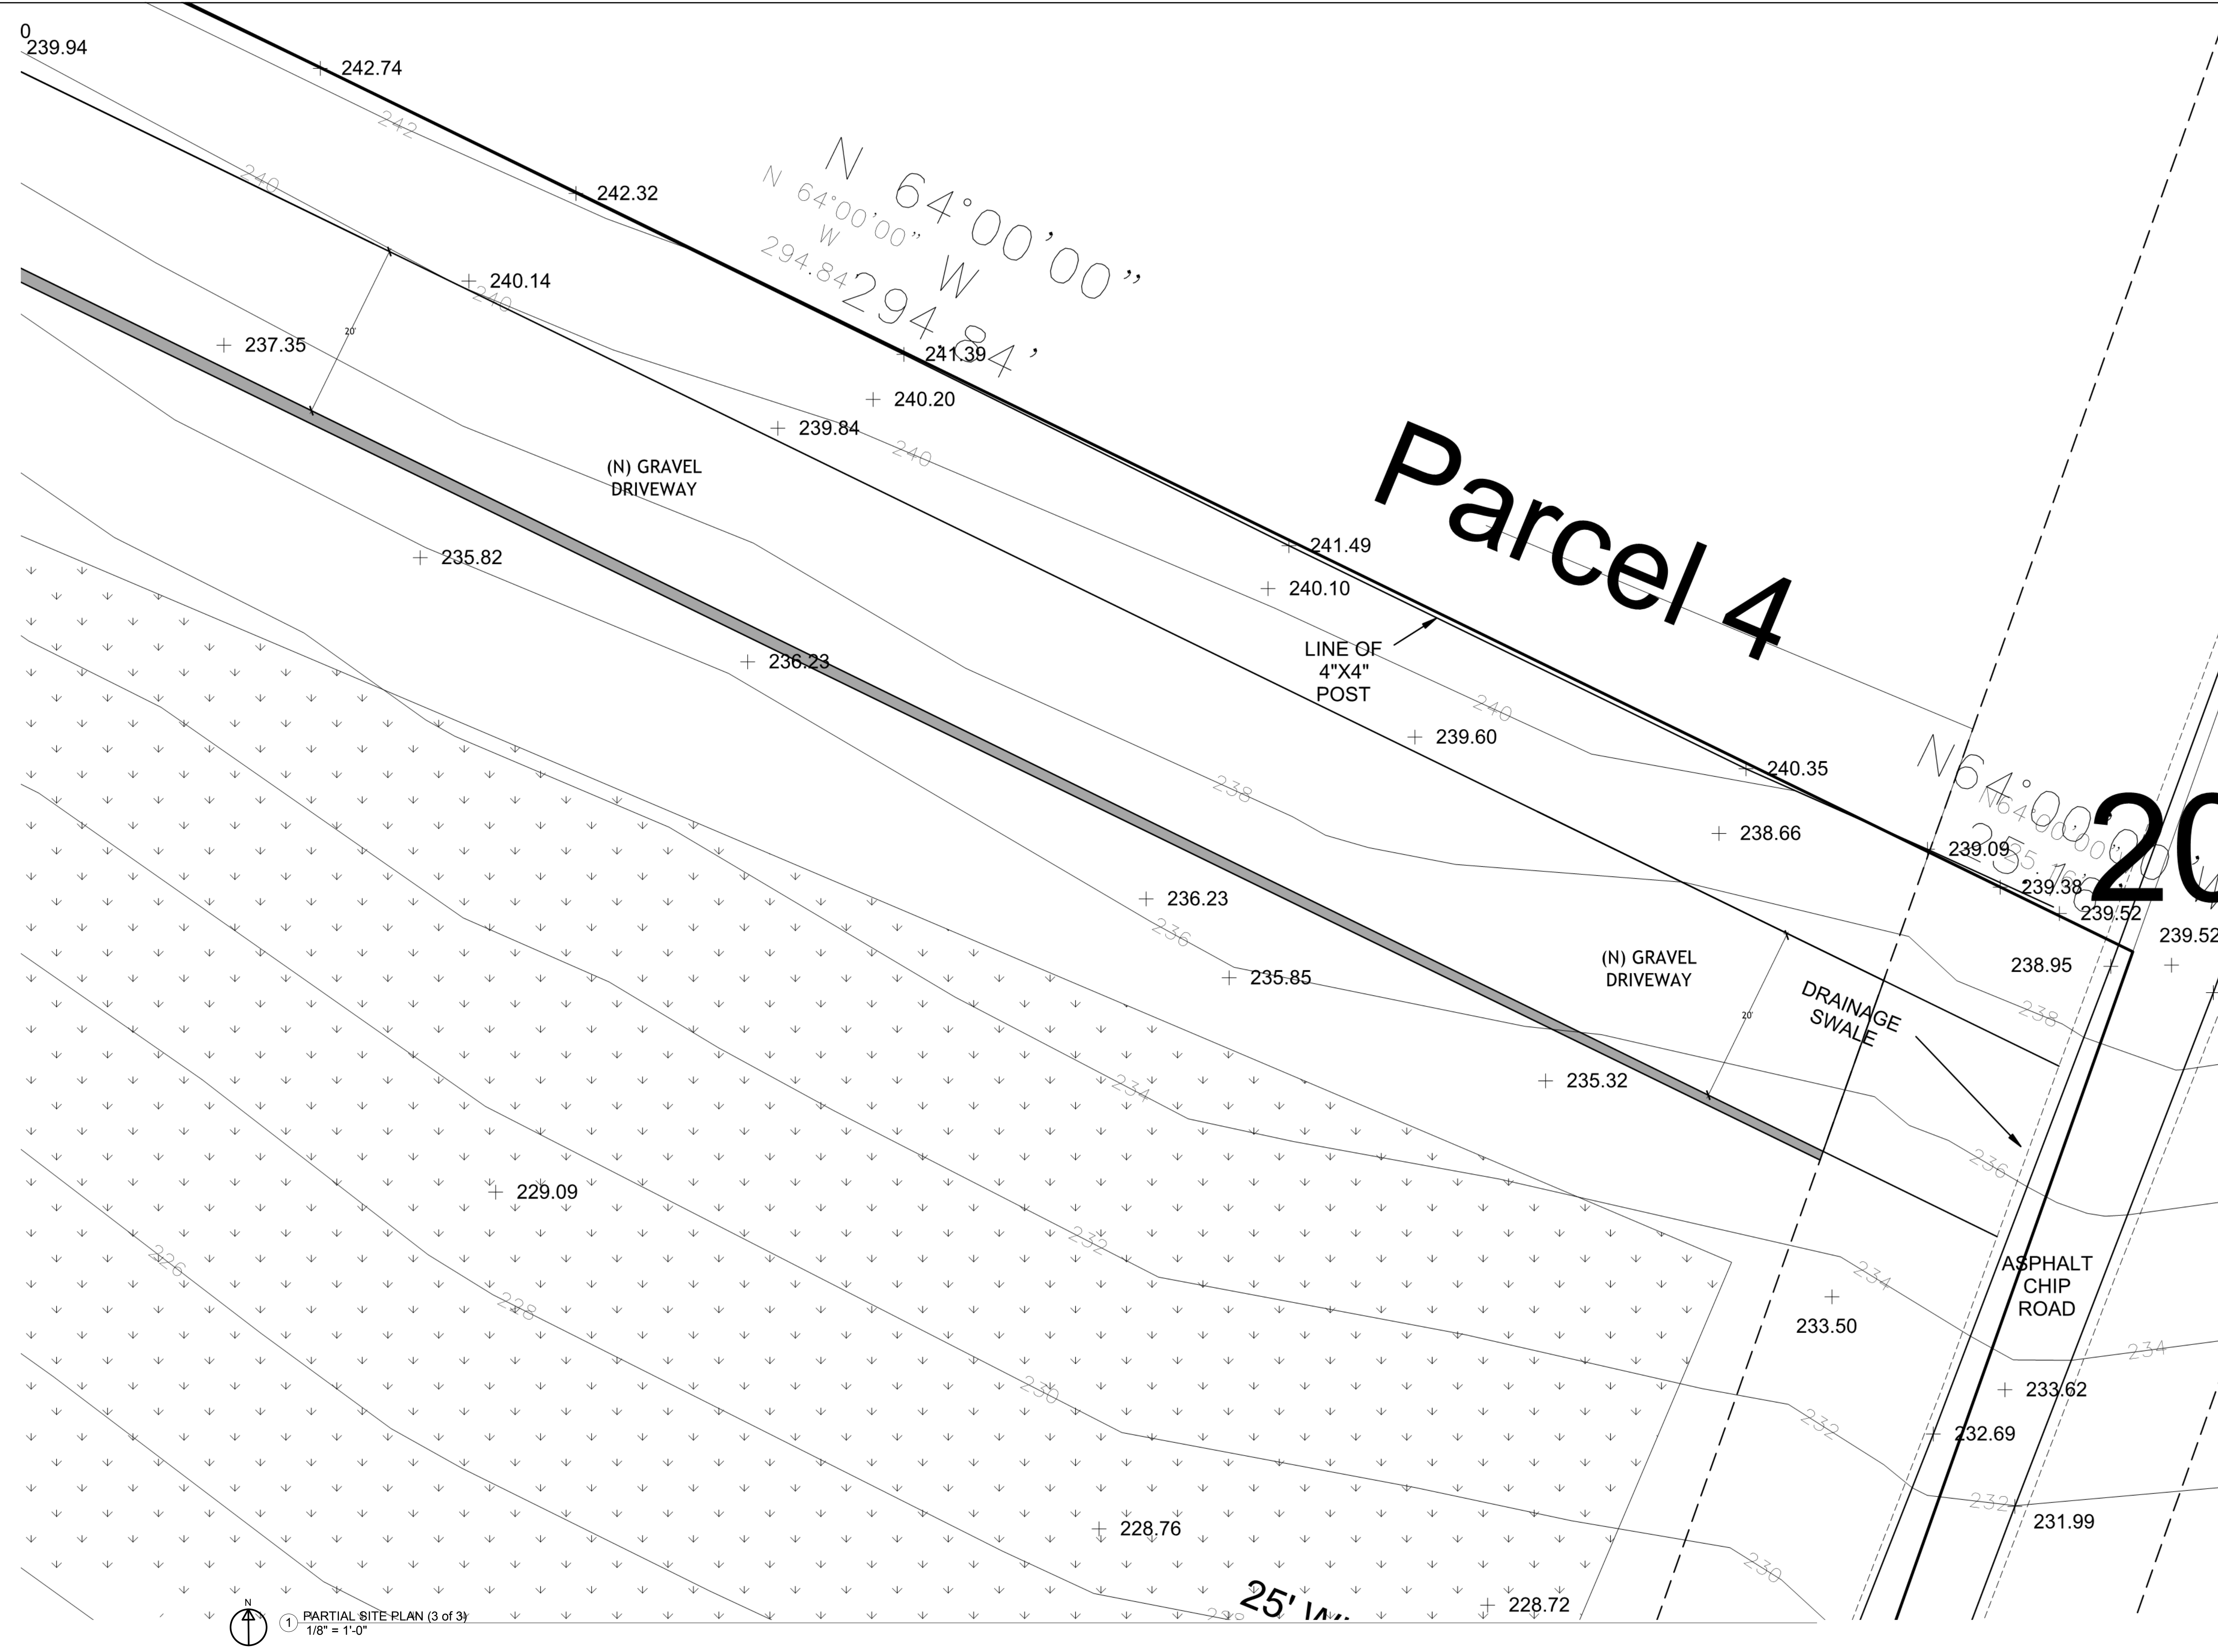 0
239.94
242.74
242
240
242.32
N 64°00'00"
W
294.84'
N 64°00'00"
W
294.84'
240.14
240
237.35
20'
241.39
240.20
239.84
240
(N) GRAVEL
DRIVEWAY
235.82
Parcel 4
241.49
240.10
LINE OF
4"X4"
POST
240
239.60
236.23
238
240.35
238.66
20
239.09
239.38
239.52
239.52
238.95
236.23
236
235.85
(N) GRAVEL
DRIVEWAY
20'
DRAINAGE
SWALE
238
235.32
234
236
229.09
232
226
228
ASPHALT
CHIP
ROAD
234
233.50
234
230
233.62
232
232.69
232
231.99
228.76
230
25'
228.72
N
1
PARTIAL SITE PLAN (3 of 3)
1/8" = 1'-0"